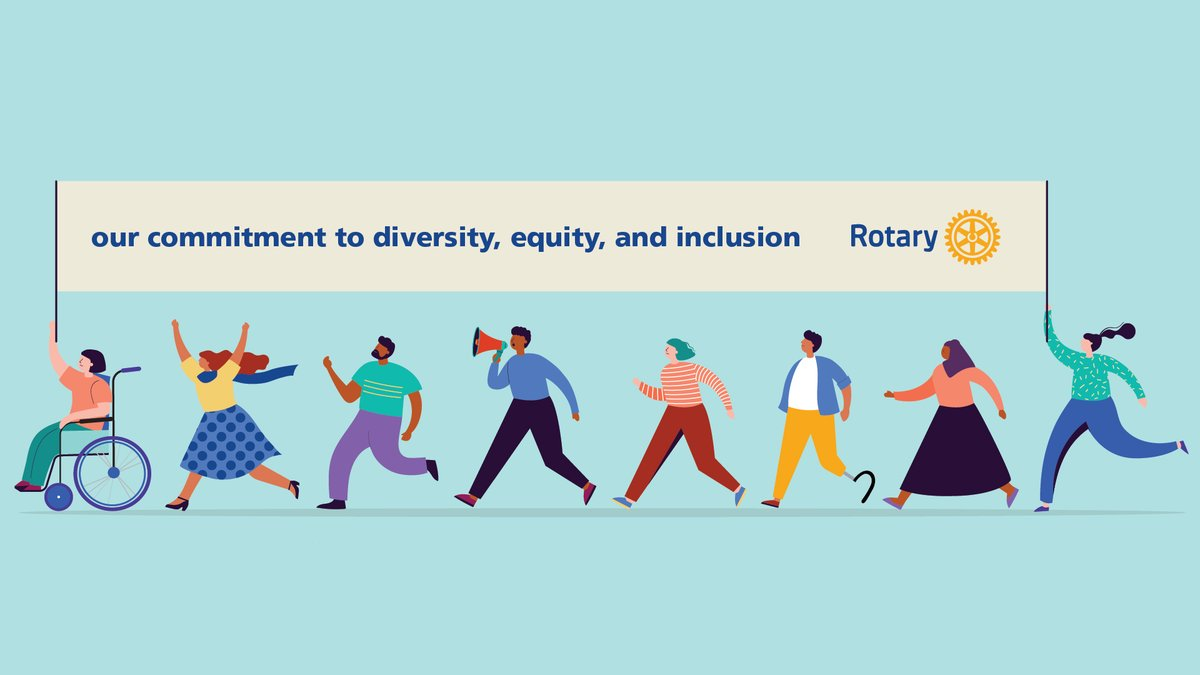 our commitment to diversity, equity, and inclusion Rotary